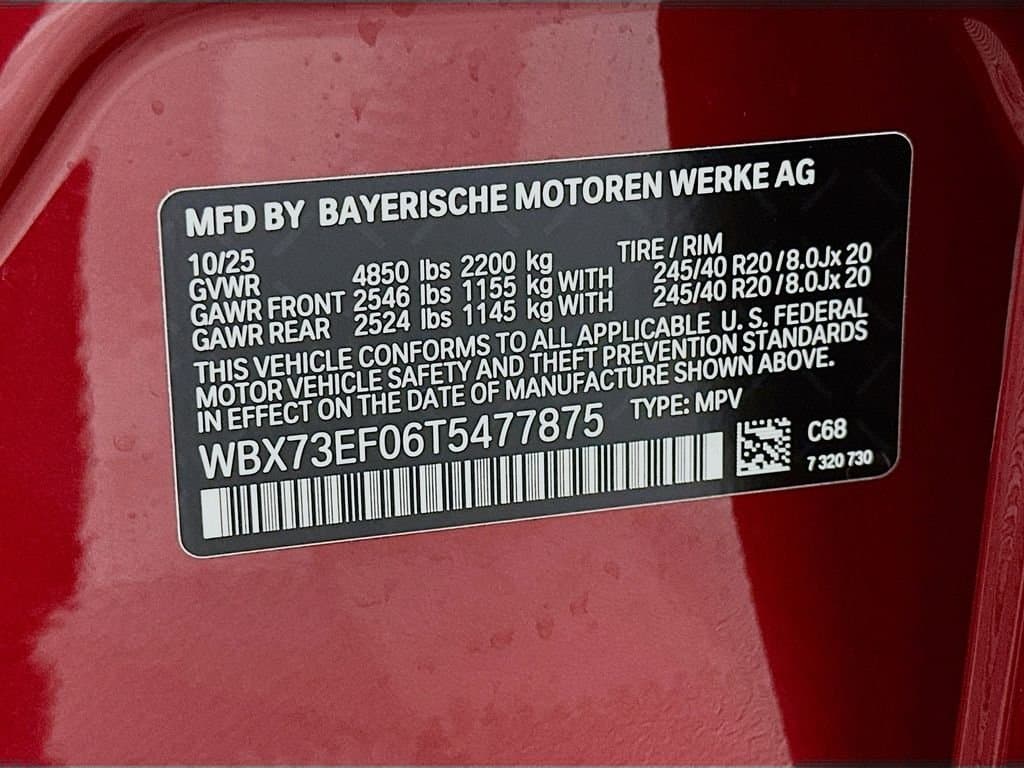 MFD BY BAYERISCHE MOTOREN WERKE AG
10/25 TIRE / RIM
GVWR 4850 lbs 2200 kg
GAWR FRONT 2546 lbs 1155 kg WITH 245/40 R20 / 8.0Jx 20
GAWR REAR 2524 lbs 1145 kg WITH 245/40 R20 / 8.0Jx 20
THIS VEHICLE CONFORMS TO ALL APPLICABLE U. S. FEDERAL
MOTOR VEHICLE SAFETY AND THEFT PREVENTION STANDARDS
IN EFFECT ON THE DATE OF MANUFACTURE SHOWN ABOVE.
WBX73EF06T5477875 TYPE: MPV
C68
7 320 730